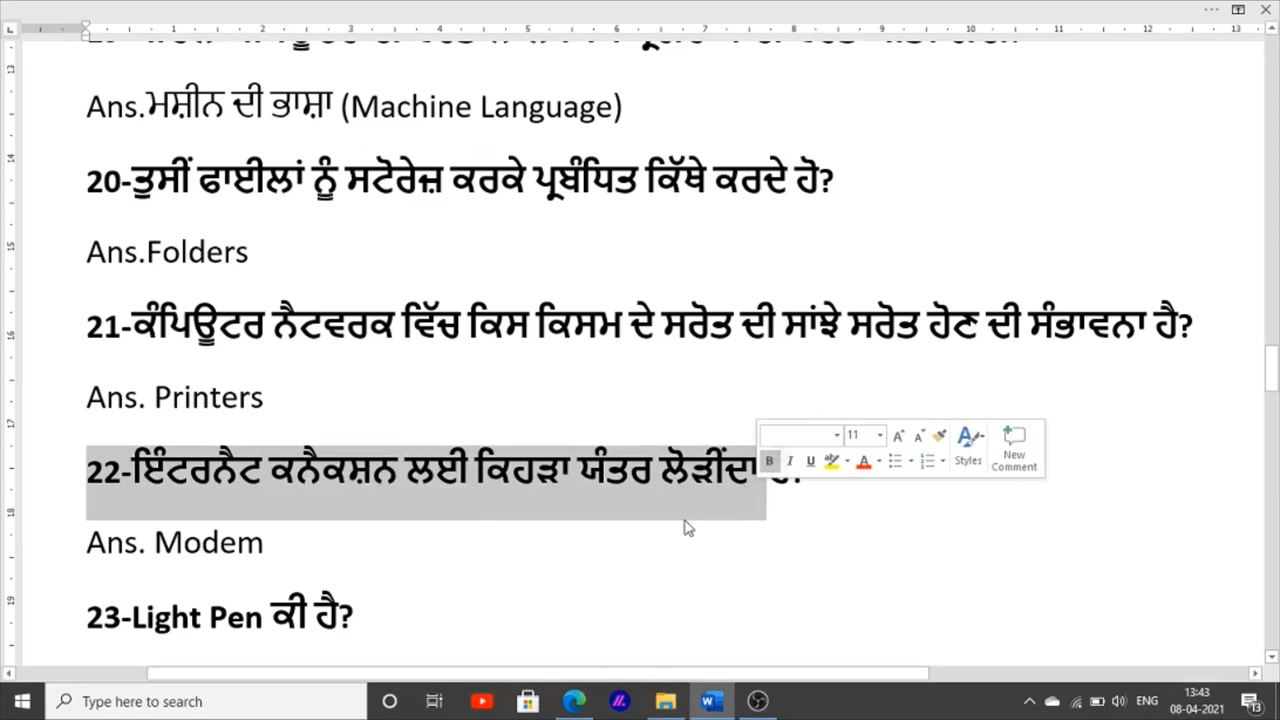 13
Ans.ਮਸ਼ੀਨ ਦੀ ਭਾਸ਼ਾ (Machine Language)
20-ਤੁਸੀਂ ਫਾਈਲਾਂ ਨੂੰ ਸਟੋਰੇਜ਼ ਕਰਕੇ ਪ੍ਰਬੰਧਿਤ ਕਿੱਥੇ ਕਰਦੇ ਹੋ?
Ans.Folders
21-ਕੰਪਿਊਟਰ ਨੈਟਵਰਕ ਵਿੱਚ ਕਿਸ ਕਿਸਮ ਦੇ ਸਰੋਤ ਦੀ ਸਾਂਝੇ ਸਰੋਤ ਹੋਣ ਦੀ ਸੰਭਾਵਨਾ ਹੈ?
Ans. Printers
11
22-ਇੰਟਰਨੈਟ ਕਨੈਕਸ਼ਨ ਲਈ ਕਿਹੜਾ ਯੰਤਰ ਲੋੜੀਂਦਾ
B I U Styles New Comment
Ans. Modem
23-Light Pen ਕੀ ਹੈ?
Type here to search
ENG
13:43
08-04-2021
13